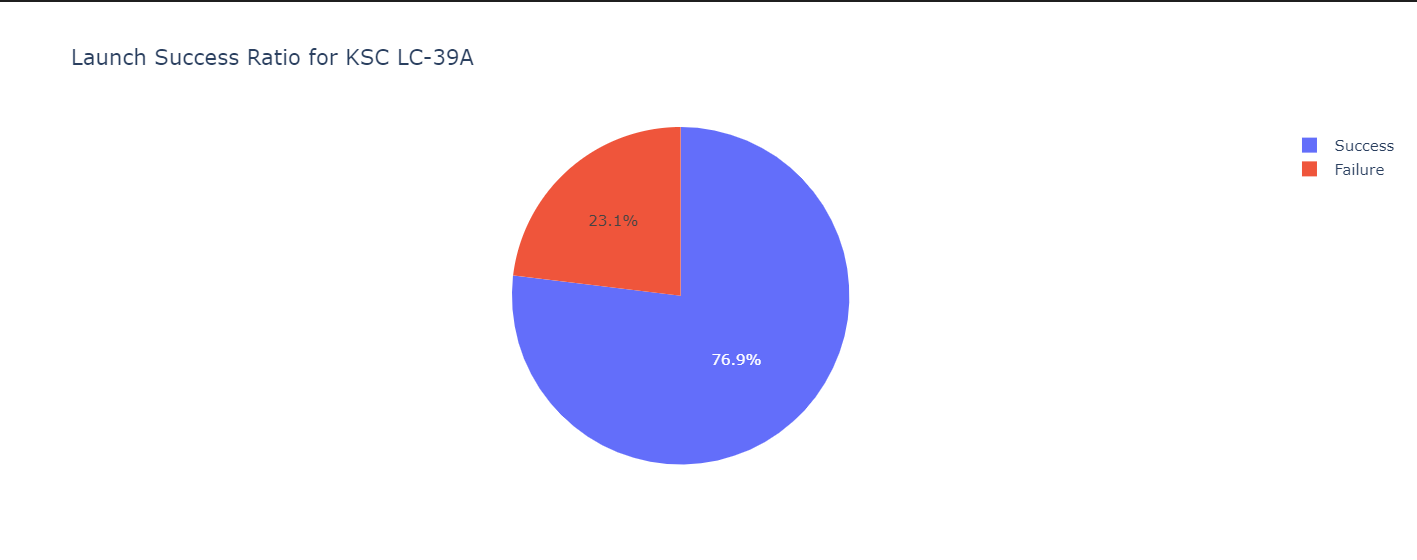 Launch Success Ratio for KSC LC-39A
Success
Failure
23.1%
76.9%